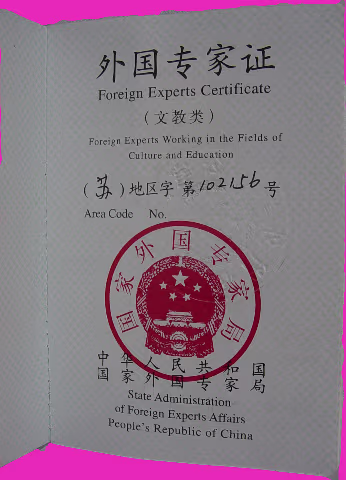 外国专家证
Foreign Experts Certificate
（文教类）
Foreign Experts Working in the Fields of
Culture and Education
（苏）地区字 第102156号
Area Code No.
国家外国专家局
中华人民共和国
国家外国专家局
State Administration
of Foreign Experts Affairs
People's Republic of China